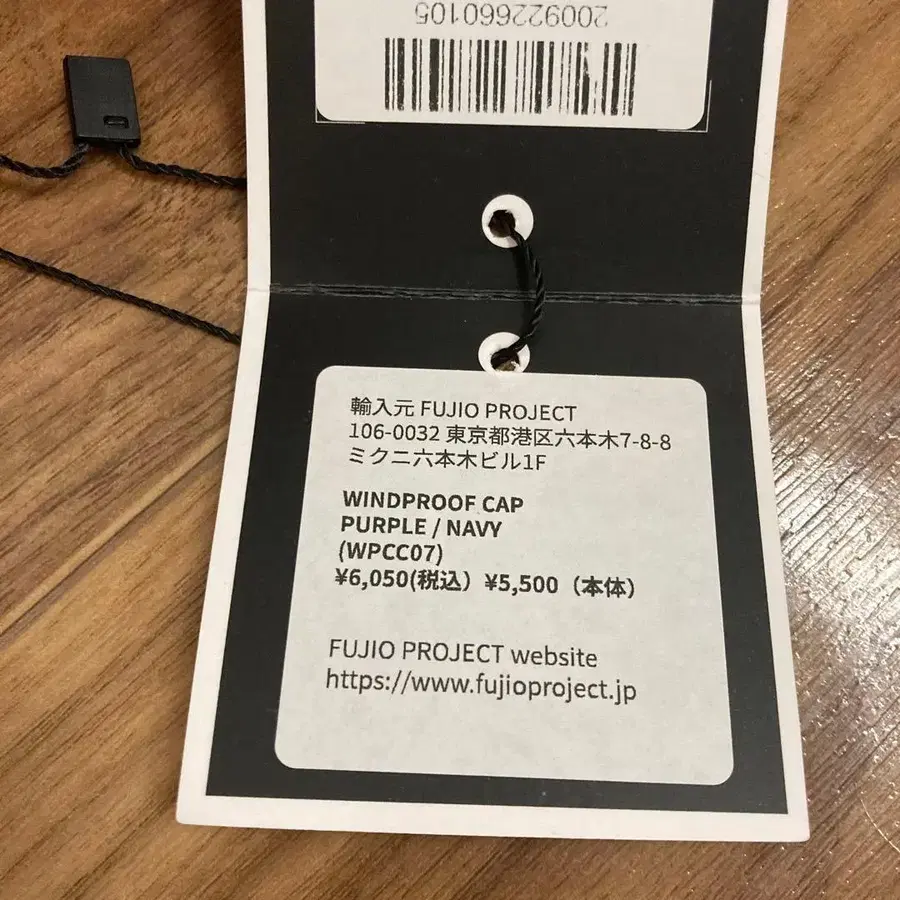 200922660105
輸入元 FUJIO PROJECT
106-0032 東京都港区六本木7-8-8
ミクニ六本木ビル1F
WINDPROOF CAP
PURPLE / NAVY
(WPCC07)
¥6,050(税込）¥5,500（本体）
FUJIO PROJECT website
https://www.fujioproject.jp